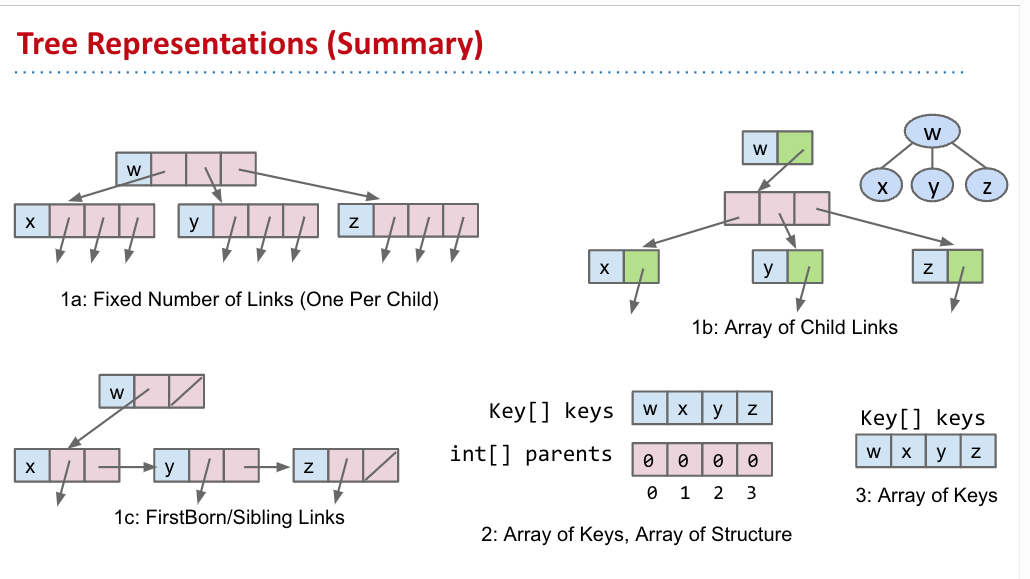 Tree Representations (Summary)
w
x y z
1a: Fixed Number of Links (One Per Child)
w
x y z
1b: Array of Child Links
w
x y z
w
x y z
1c: FirstBorn/Sibling Links
Key[] keys w x y z
int[] parents 0 0 0 0
0 1 2 3
2: Array of Keys, Array of Structure
Key[] keys
w x y z
3: Array of Keys